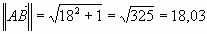 ‖AB‖ = √(18² + 1) = √325 = 18,03